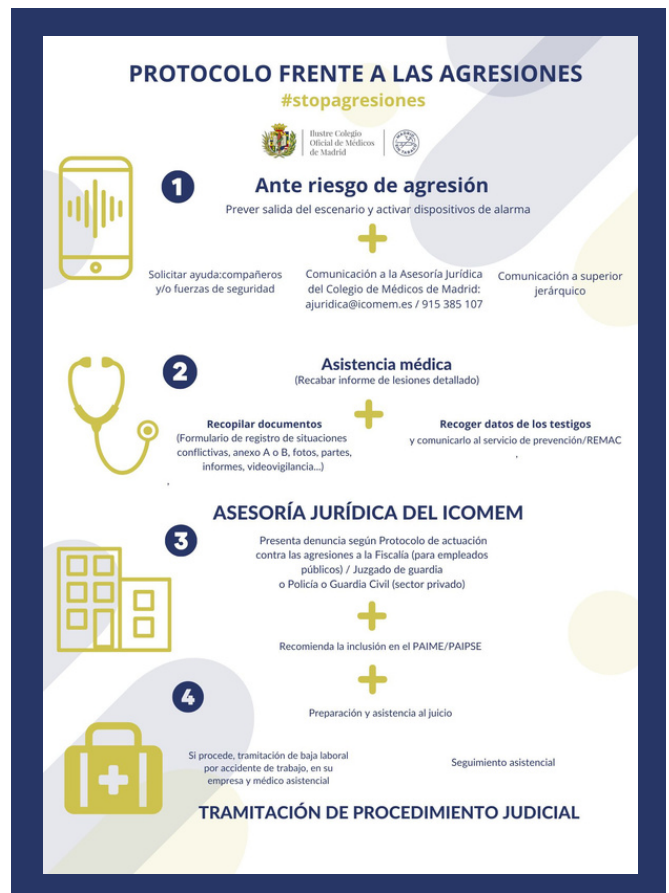 PROTOCOLO FRENTE A LAS AGRESIONES
#stopagresiones
Ilustre Colegio
Oficial de Médicos
de Madrid
1
Ante riesgo de agresión
Prever salida del escenario y activar dispositivos de alarma
Solicitar ayuda:compañeros
y/o fuerzas de seguridad
Comunicación a la Asesoría Jurídica
del Colegio de Médicos de Madrid:
ajuridica@icomem.es / 915 385 107
Comunicación a superior
jerárquico
2
Asistencia médica
(Recabar informe de lesiones detallado)
Recopilar documentos
(Formulario de registro de situaciones
conflictivas, anexo A o B, fotos, partes,
informes, videovigilancia...)
.
Recoger datos de los testigos
y comunicarlo al servicio de prevención/REMAC
.
ASESORÍA JURÍDICA DEL ICOMEM
3
Presenta denuncia según Protocolo de actuación
contra las agresiones a la Fiscalía (para empleados
públicos) / Juzgado de guardia
o Policía o Guardia Civil (sector privado)
Recomienda la inclusión en el PAIME/PAIPSE
4
Preparación y asistencia al juicio
Si procede, tramitación de baja laboral
por accidente de trabajo, en su
empresa y médico asistencial
Seguimiento asistencial
TRAMITACIÓN DE PROCEDIMIENTO JUDICIAL